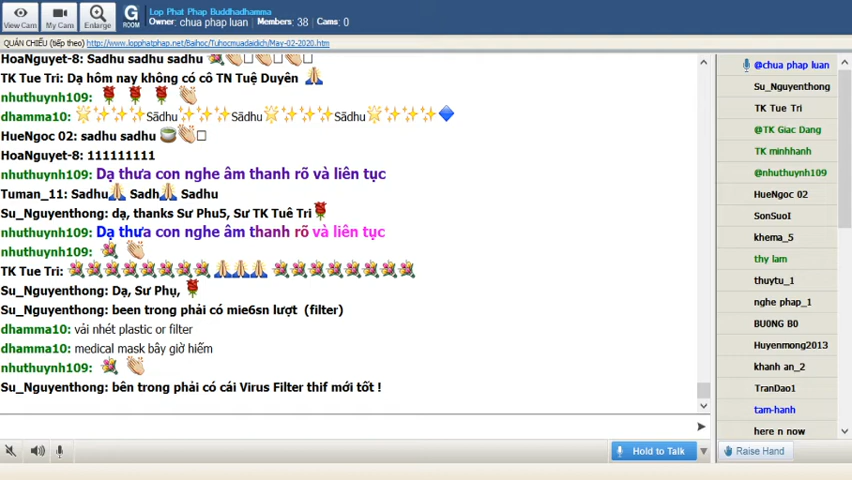 View Cam
My Cam
Enlarge
G
ROOM
Lop Phat Phap Buddhadhamma
Owner: chua phap luan Members: 38 Cams: 0
QUÁN CHIẾU (tiếp theo) http://www.lopphatphap.net/Baihoc/Tuhocmuadaidich/May-02-2020.htm
HoaNguyet-8: Sadhu sadhu sadhu
TK Tue Tri: Dạ hôm nay không có cô TN Tuệ Duyên
nhuthuynh109:
dhamma10: Sādhu Sādhu Sādhu
HueNgoc 02: sadhu sadhu
HoaNguyet-8: 111111111
nhuthuynh109: Dạ thưa con nghe âm thanh rõ và liên tục
Tuman_11: Sadhu Sadh Sadhu
Su_Nguyenthong: dạ, thanks Sư Phu5, Sư TK Tuê Tri
nhuthuynh109: Dạ thưa con nghe âm thanh rõ và liên tục
nhuthuynh109:
TK Tue Tri:
Su_Nguyenthong: Dạ, Sư Phụ,
Su_Nguyenthong: been trong phải có mie6sn lượt (filter)
dhamma10: vải nhét plastic or filter
dhamma10: medical mask bây giờ hiếm
nhuthuynh109:
Su_Nguyenthong: bên trong phải có cái Virus Filter thif mới tốt !
@chua phap luan
Su_Nguyenthong
TK Tue Tri
@TK Giac Dang
TK minhhanh
@nhuthuynh109
HueNgoc 02
SonSuoI
khema_5
thy lam
thuytu_1
nghe phap_1
BU0NG B0
Huyenmong2013
khanh an_2
TranDao1
tam-hanh
here n now
Hold to Talk
Raise Hand